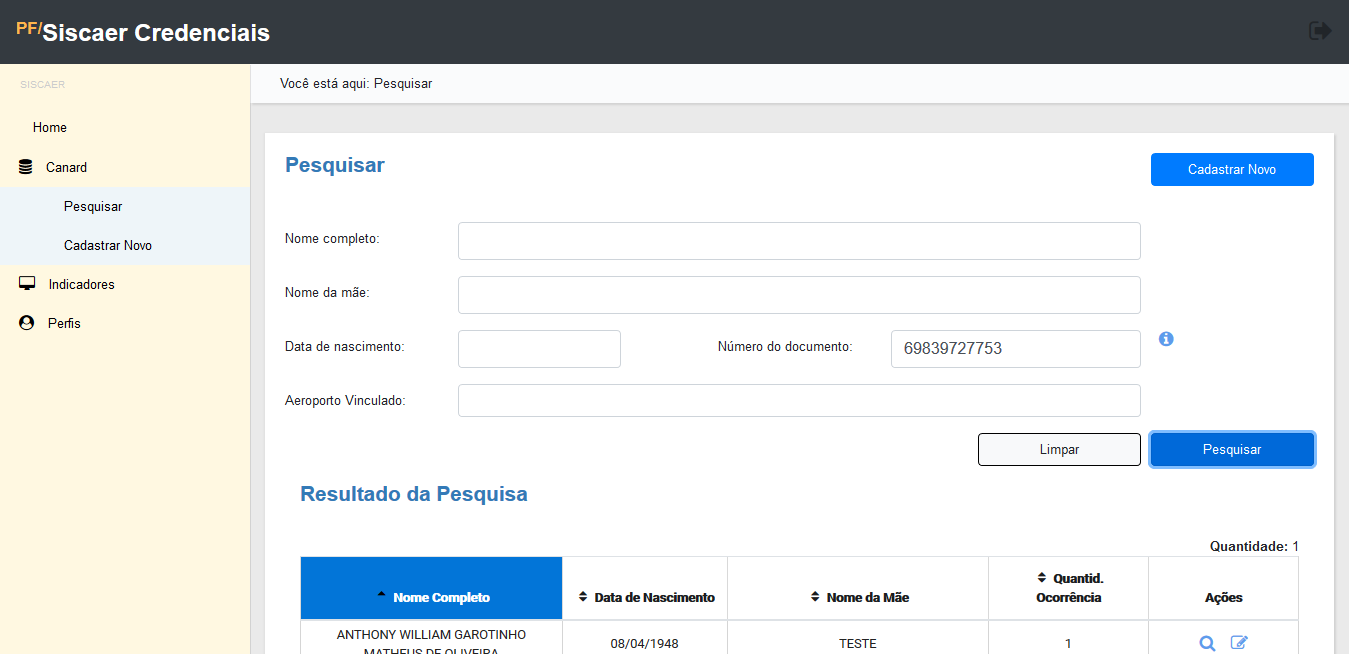 PF/Siscaer Credenciais
SISCAER
Você está aqui: Pesquisar
Home
Canard
Pesquisar
Cadastrar Novo
Indicadores
Perfis
Pesquisar
Cadastrar Novo
Nome completo:
Nome da mãe:
Data de nascimento:
Número do documento: 69839727753
Aeroporto Vinculado:
Limpar
Pesquisar
Resultado da Pesquisa
Quantidade: 1
Nome Completo
Data de Nascimento
Nome da Mãe
Quantid.
Ocorrência
Ações
ANTHONY WILLIAM GAROTINHO
MATHEUS DE OLIVEIRA
08/04/1948
TESTE
1